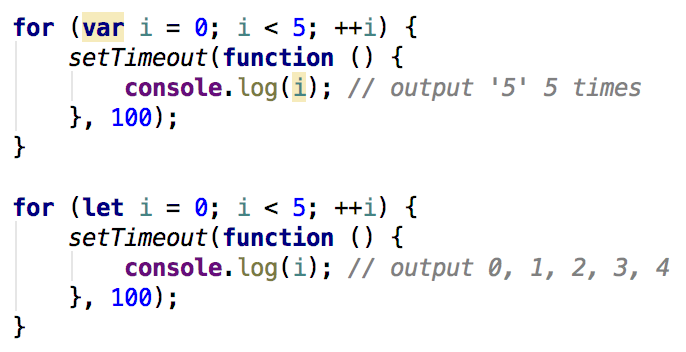 for (var i = 0; i < 5; ++i) {
    setTimeout(function () {
        console.log(i); // output '5' 5 times
    }, 100);
}

for (let i = 0; i < 5; ++i) {
    setTimeout(function () {
        console.log(i); // output 0, 1, 2, 3, 4
    }, 100);
}